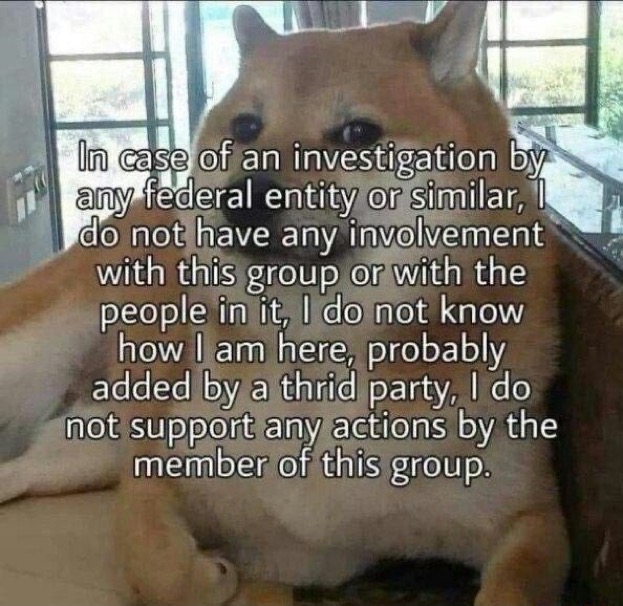 In case of an investigation by
any federal entity or similar, I
do not have any involvement
with this group or with the
people in it, I do not know
how I am here, probably
added by a thrid party, I do
not support any actions by the
member of this group.